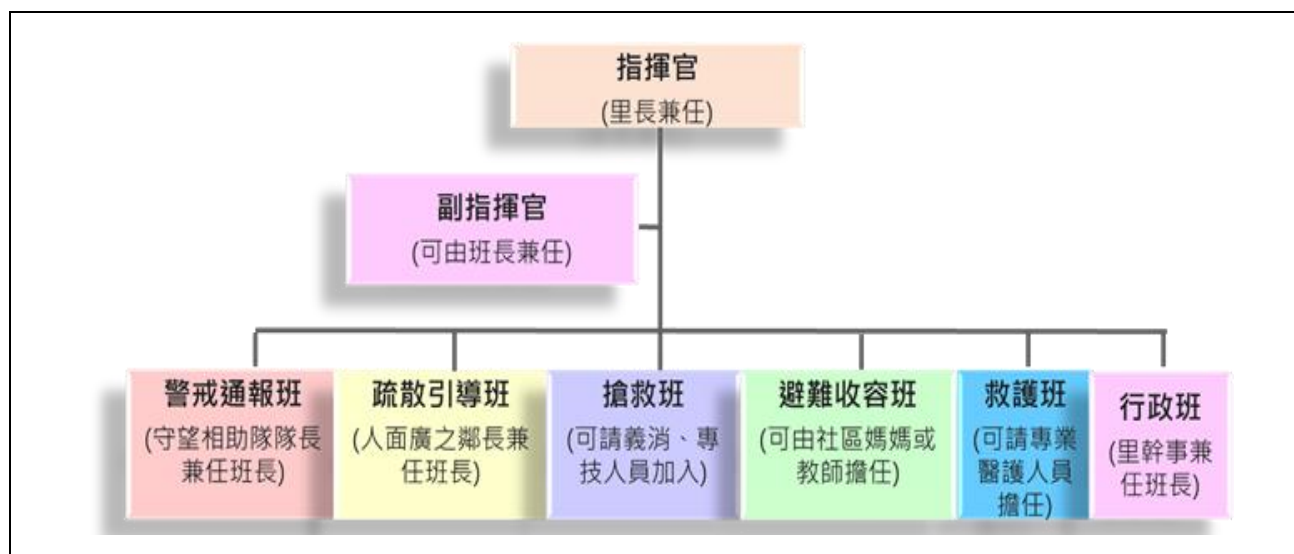 指揮官
(里長兼任)
副指揮官
(可由班長兼任)
警戒通報班
(守望相助隊隊長
兼任班長)
疏散引導班
(人面廣之鄰長兼
任班長)
搶救班
(可請義消、專
技人員加入)
避難收容班
(可由社區媽媽或
教師擔任)
救護班
(可請專業
醫護人員
擔任)
行政班
(里幹事兼
任班長)